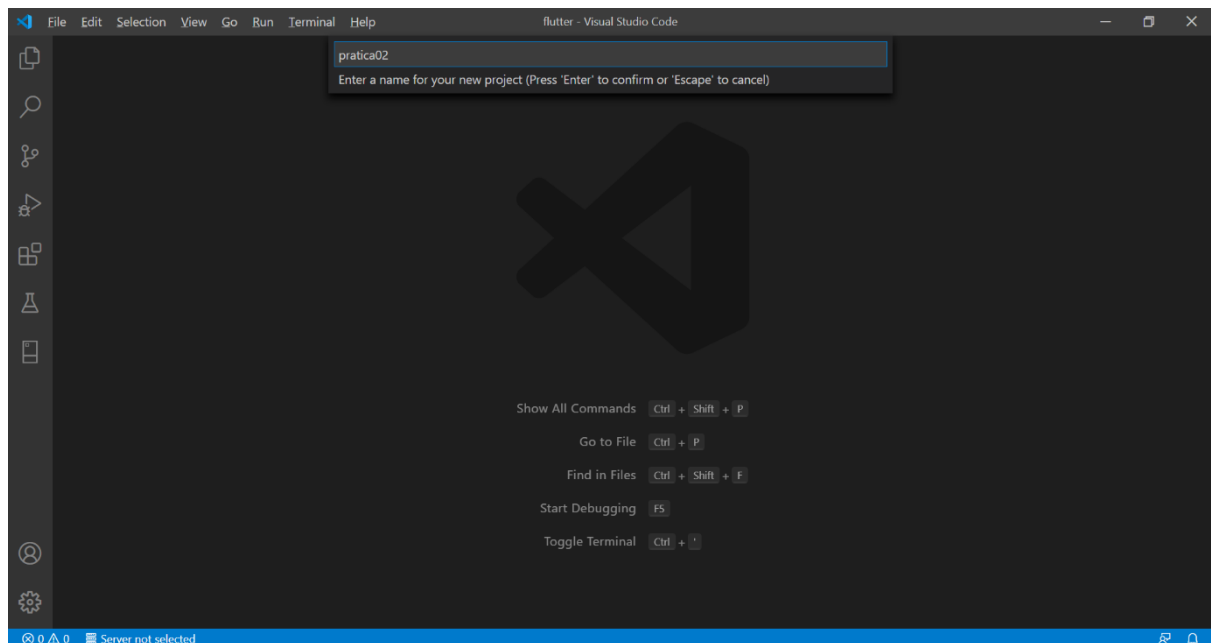 File Edit Selection View Go Run Terminal Help flutter - Visual Studio Code
pratica02
Enter a name for your new project (Press 'Enter' to confirm or 'Escape' to cancel)
Show All Commands Ctrl + Shift + P
Go to File Ctrl + P
Find in Files Ctrl + Shift + F
Start Debugging F5
Toggle Terminal Ctrl + '
0 0 Server not selected